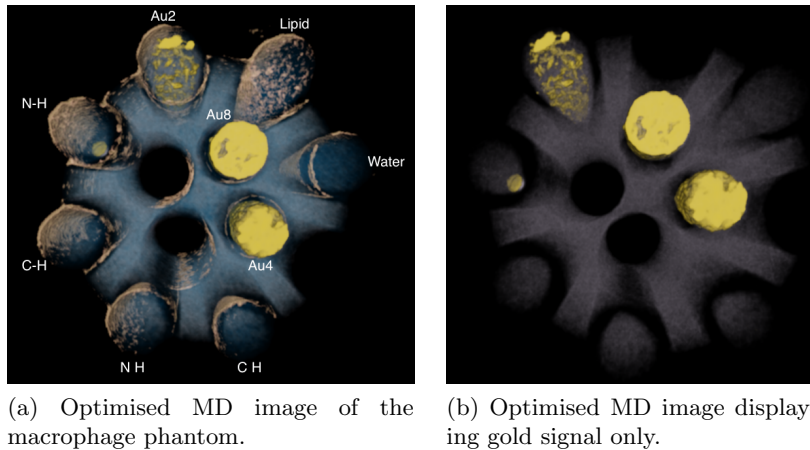 Au2
Lipid
N-H
Au8
Water
C-H
Au4
N H
C H
(a) Optimised MD image of the
macrophage phantom.
(b) Optimised MD image display
ing gold signal only.